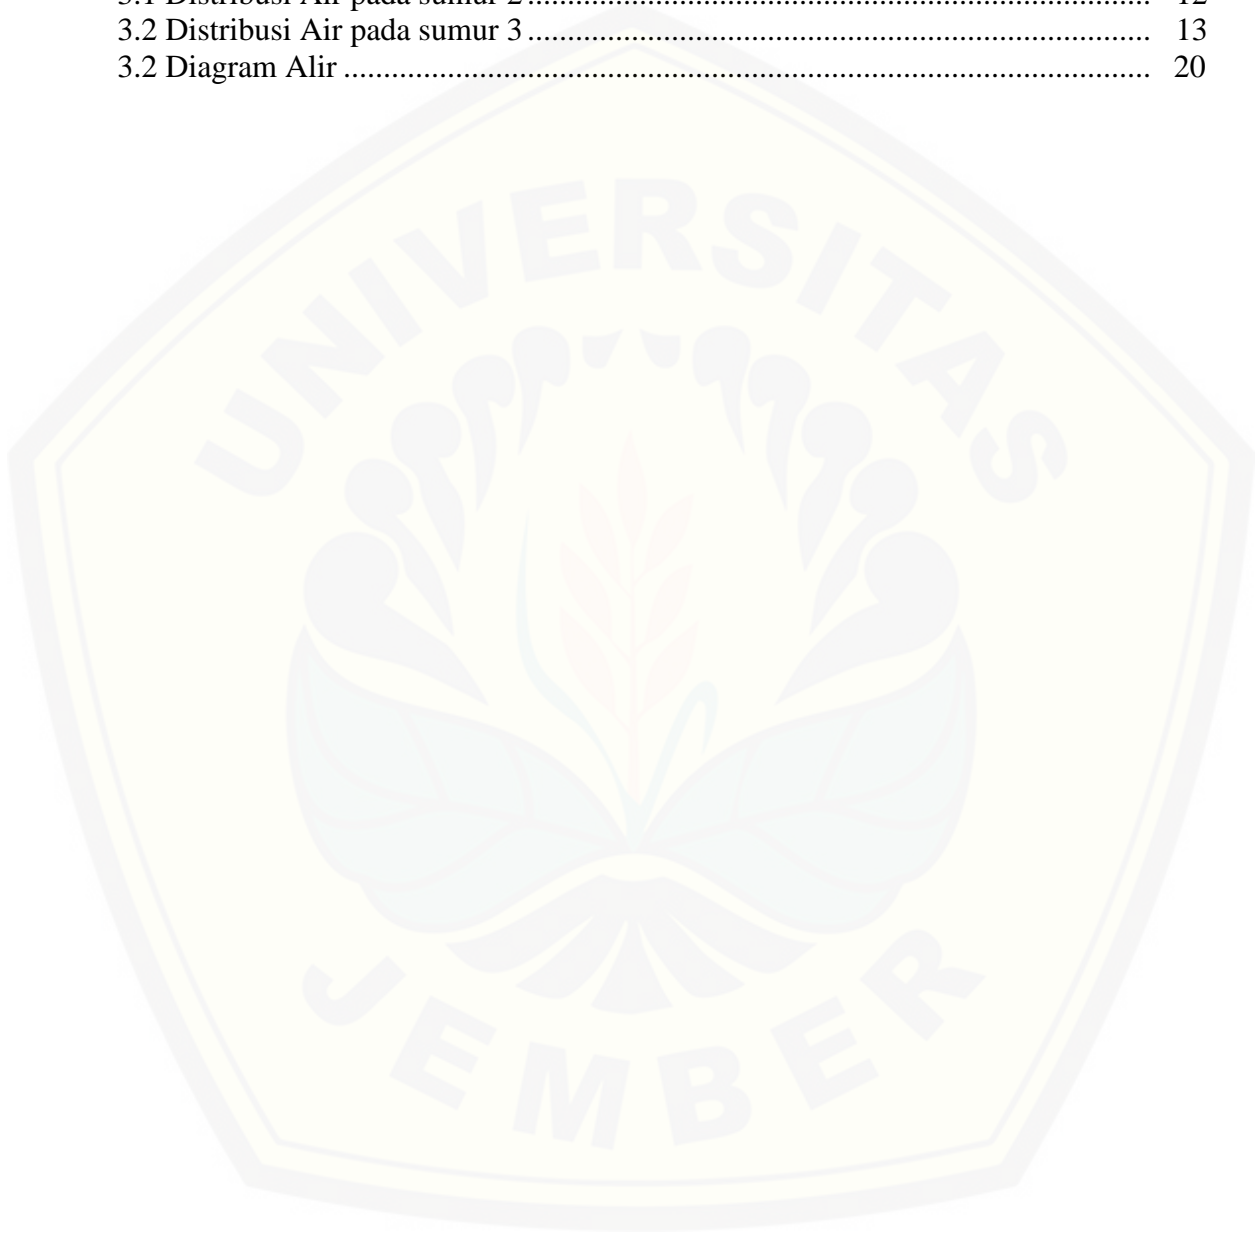 3.1 Distribusi Air pada sumur 2 12
3.2 Distribusi Air pada sumur 3 13
3.2 Diagram Alir 20
UNIVERSITAS
JEMBER